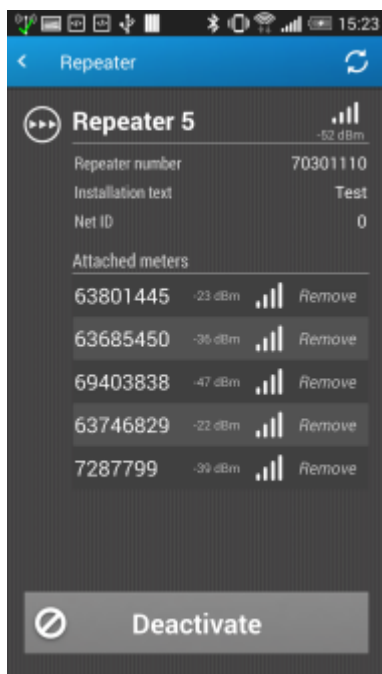 15:23
Repeater
Repeater 5
-52 dBm
Repeater number 70301110
Installation text Test
Net ID 0
Attached meters
63801445 -23 dBm Remove
63685450 -36 dBm Remove
69403838 -47 dBm Remove
63746829 -22 dBm Remove
7287799 -39 dBm Remove
Deactivate